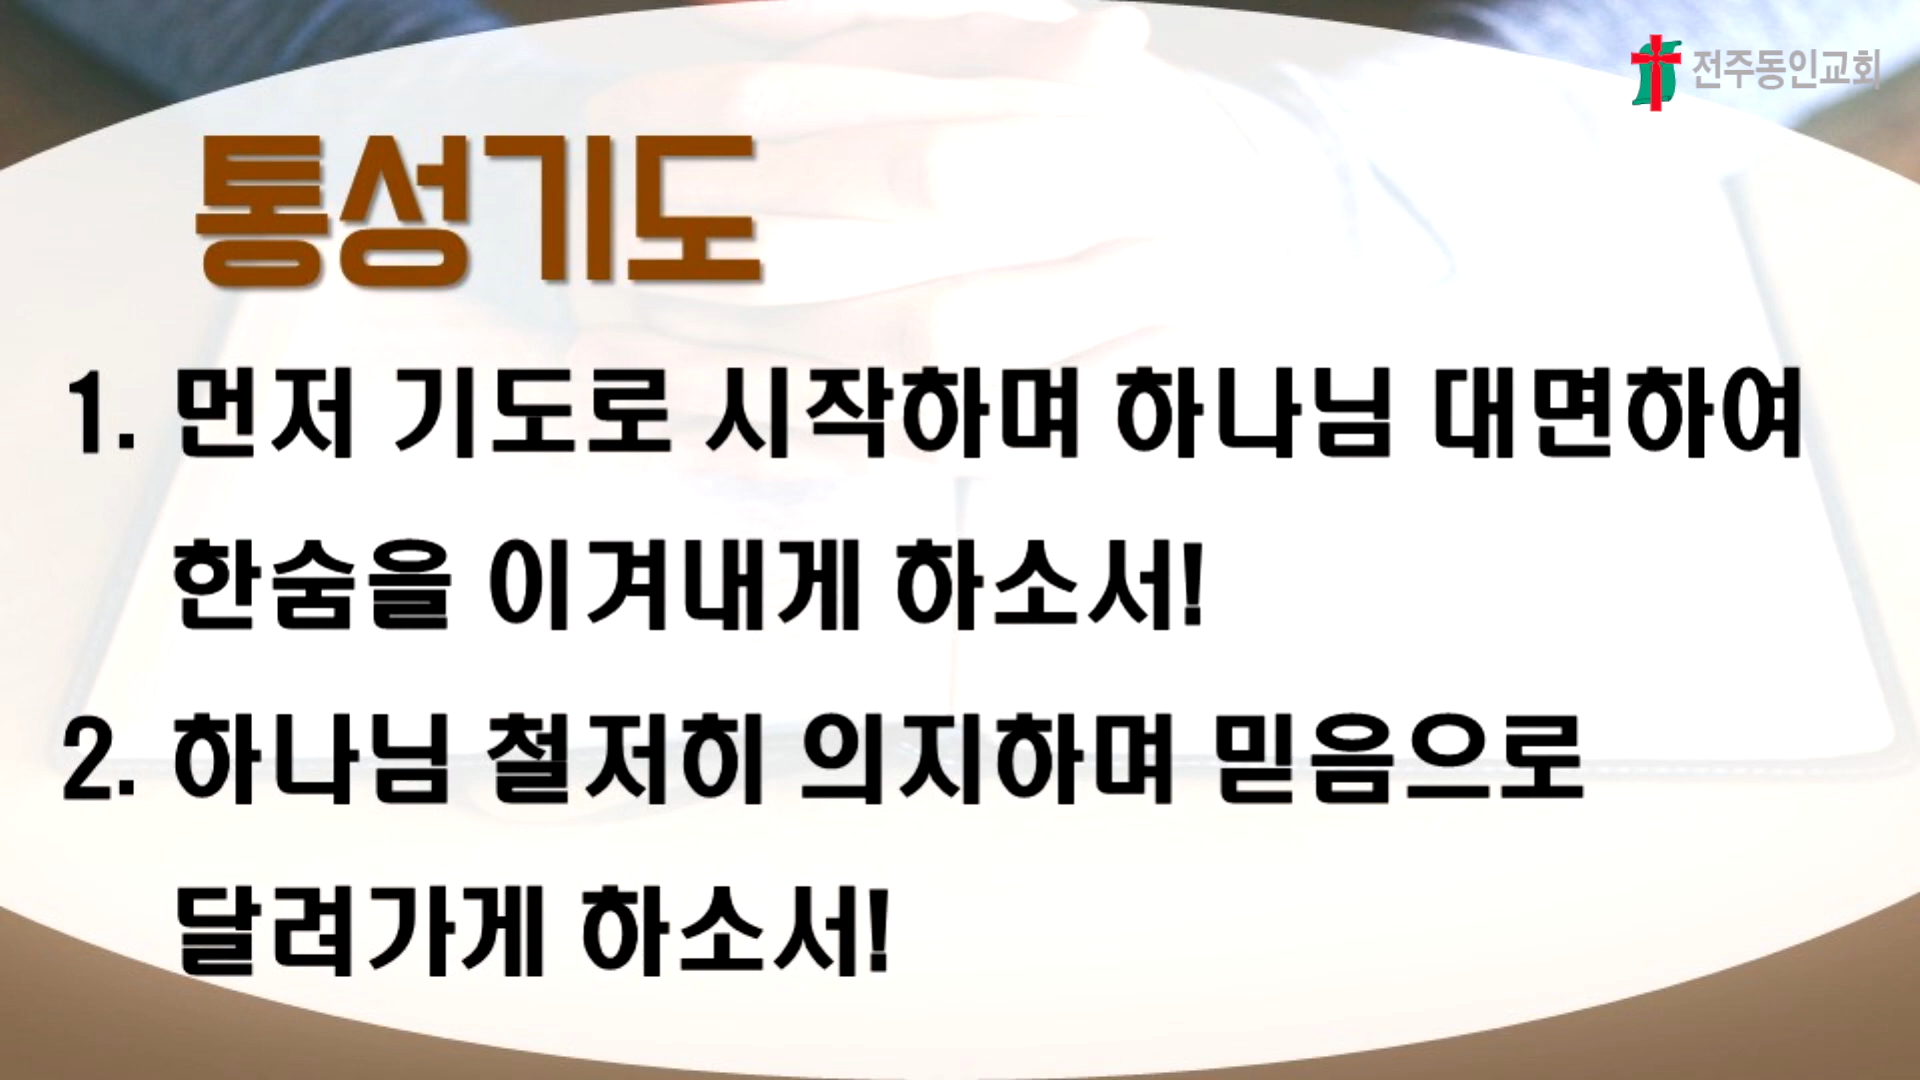 전주동인교회
통성기도
1. 먼저 기도로 시작하며 하나님 대면하여
한숨을 이겨내게 하소서!
2. 하나님 철저히 의지하며 믿음으로
달려가게 하소서!